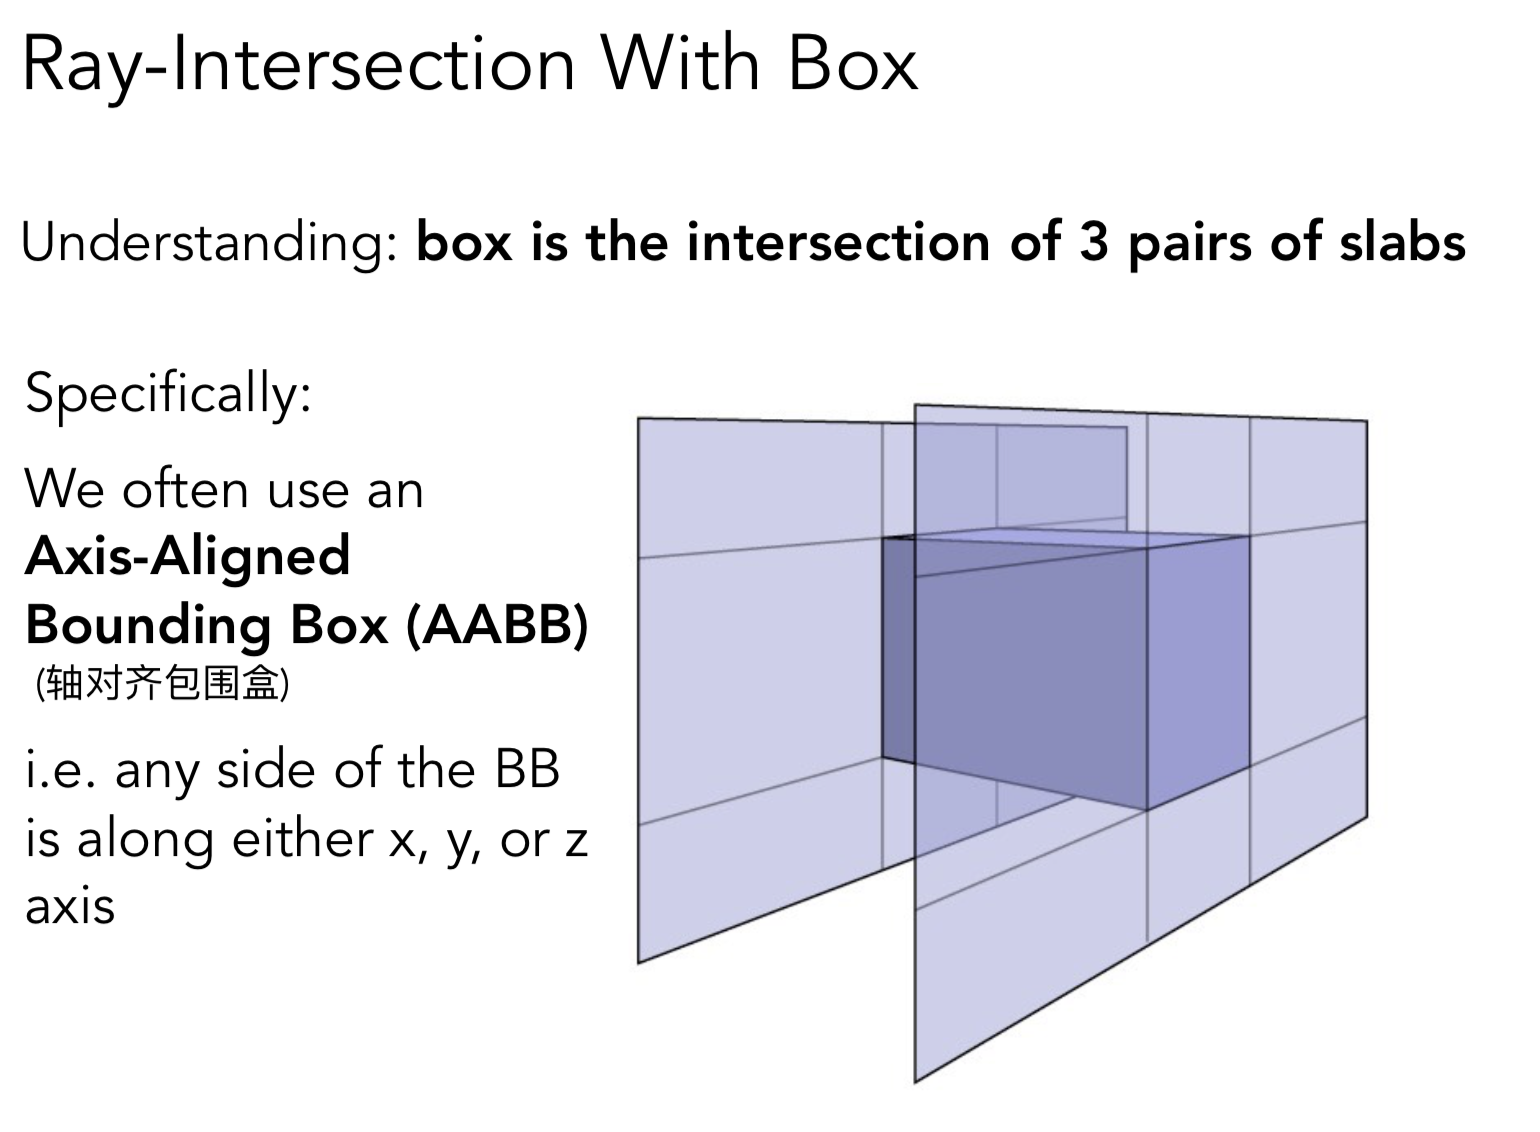 Ray-Intersection With Box
Understanding: box is the intersection of 3 pairs of slabs
Specifically:
We often use an
Axis-Aligned
Bounding Box (AABB)
(轴对齐包围盒)
i.e. any side of the BB
is along either x, y, or z
axis